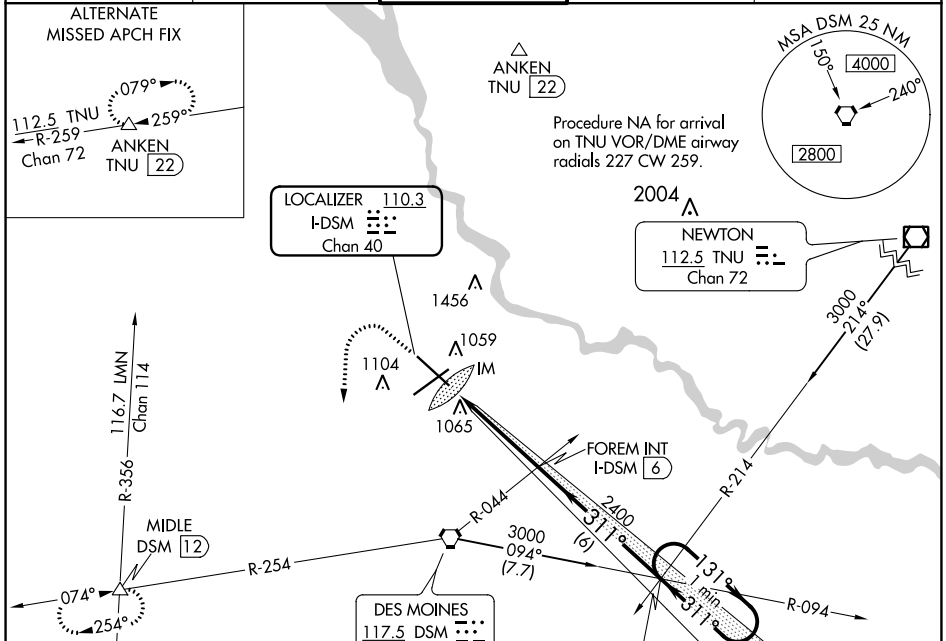 ALTERNATE
MISSED APCH FIX
079°
259°
112.5 TNU
R-259
Chan 72
ANKEN
TNU 22
ANKEN
TNU 22
MSA DSM 25 NM
150°
4000
240°
2800
Procedure NA for arrival
on TNU VOR/DME airway
radials 227 CW 259.
LOCALIZER 110.3
I-DSM
Chan 40
2004
NEWTON
112.5 TNU
Chan 72
3000
214°
(27.9)
1456
1059
1104
IM
1065
116.7 LMN
Chan 114
R-356
FOREM INT
I-DSM 6
R-214
R-044
2400
311°
(6)
MIDLE
DSM 12
R-254
3000
094°
(7.7)
131°
1 min
311°
R-094
074°
254°
DES MOINES
117.5 DSM